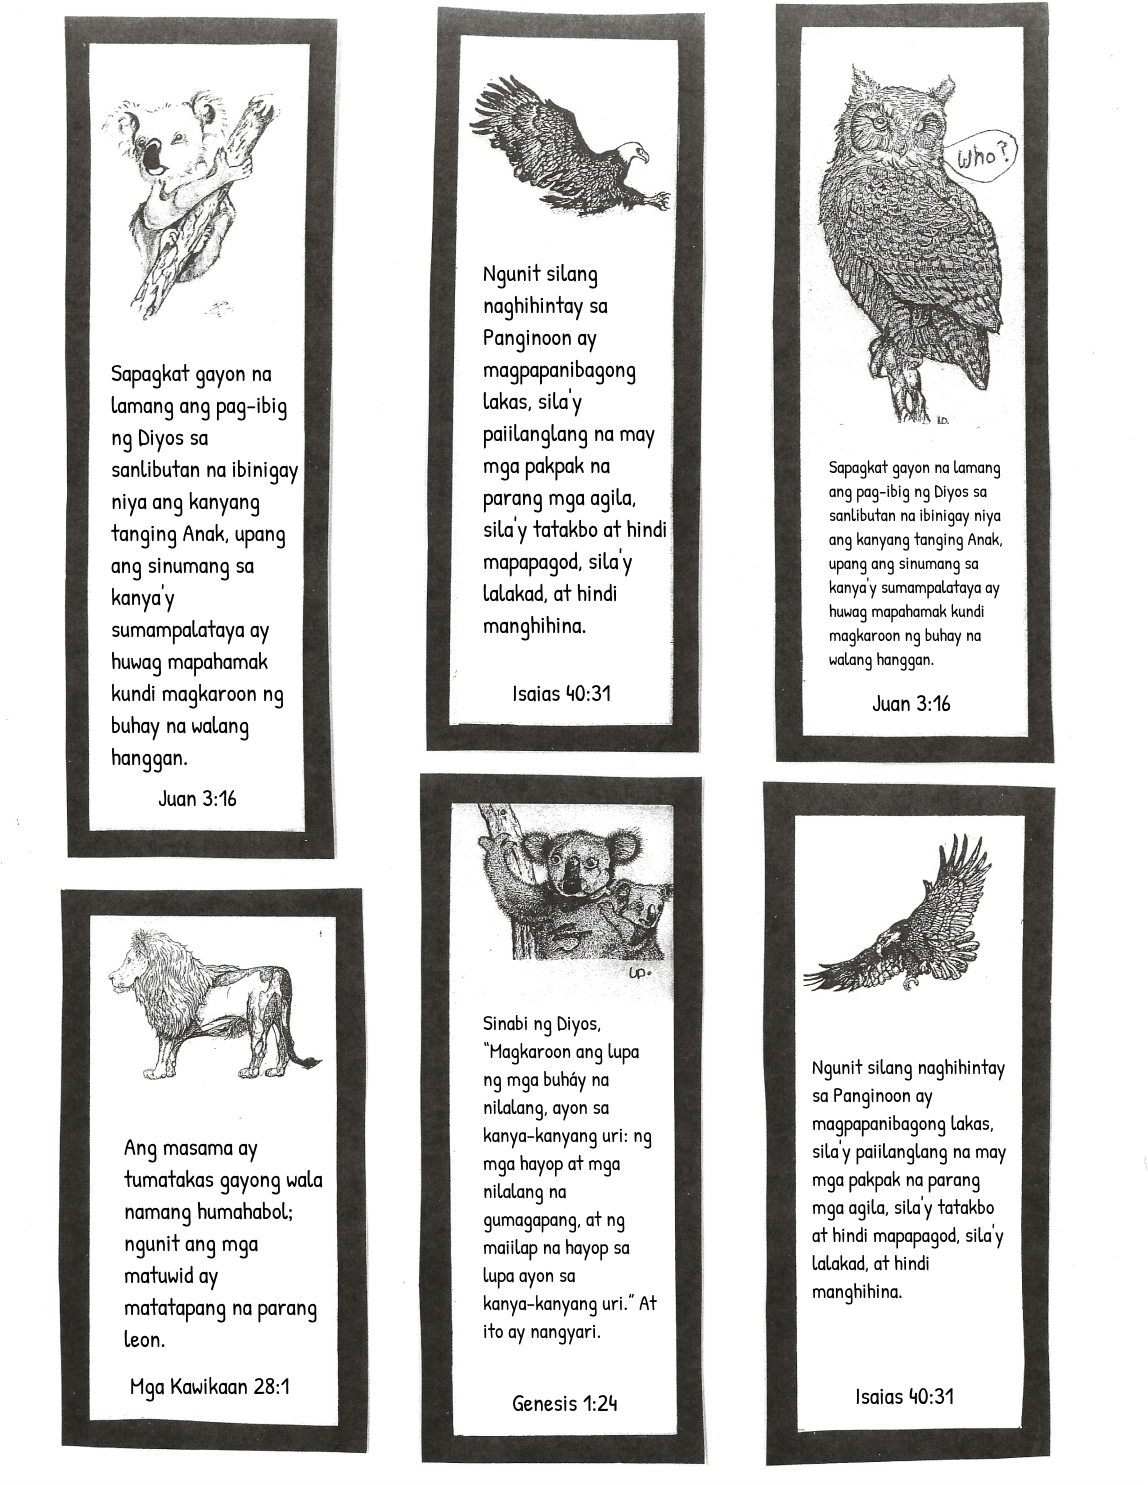 Sapagkat gayon na
lamang ang pag-ibig
ng Diyos sa
sanlibutan na ibinigay
niya ang kanyang
tanging Anak, upang
ang sinumang sa
kanya'y
sumampalataya ay
huwag mapahamak
kundi magkaroon ng
buhay na walang
hanggan.
Juan 3:16
Ngunit silang
naghihintay sa
Panginoon ay
magpapanibagong
lakas, sila'y
paiilanglang na may
mga pakpak na
parang mga agila,
sila'y tatakbo at hindi
mapapagod, sila'y
lalakad, at hindi
manghihina.
Isaias 40:31
Who?
Sapagkat gayon na lamang
ang pag-ibig ng Diyos sa
sanlibutan na ibinigay niya
ang kanyang tanging Anak,
upang ang sinumang sa
kanya'y sumampalataya ay
huwag mapahamak kundi
magkaroon ng buhay na
walang hanggan.
Juan 3:16
Ang masama ay
tumatakas gayong wala
namang humahabol;
ngunit ang mga
matuwid ay
matatapang na parang
leon.
Mga Kawikaan 28:1
Sinabi ng Diyos,
“Magkaroon ang lupa
ng mga buháy na
nilalang, ayon sa
kanya-kanyang uri: ng
mga hayop at mga
nilalang na
gumagapang, at ng
maiilap na hayop sa
lupa ayon sa
kanya-kanyang uri.” At
ito ay nangyari.
Genesis 1:24
Ngunit silang naghihintay
sa Panginoon ay
magpapanibagong lakas,
sila'y paiilanglang na may
mga pakpak na parang
mga agila, sila'y tatakbo
at hindi mapapagod, sila'y
lalakad, at hindi
manghihina.
Isaias 40:31